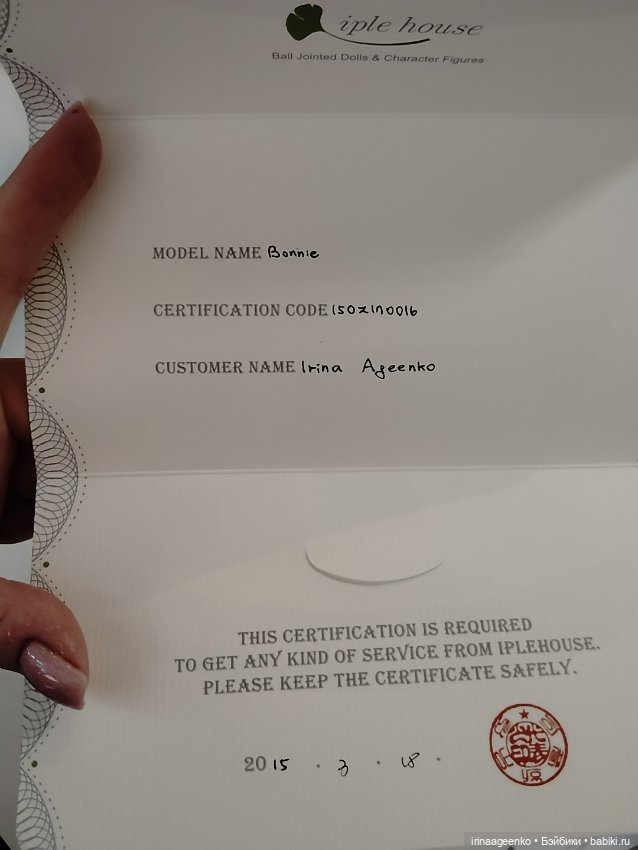 iple house
Ball Jointed Dolls & Character Figures
MODEL NAME Bonnie
CERTIFICATION CODE
CUSTOMER NAME Irina Ageenko
THIS CERTIFICATION IS REQUIRED
TO GET ANY KIND OF SERVICE FROM IPLEHOUSE.
PLEASE KEEP THE CERTIFICATE SAFELY.
2015 . 3 . 18 .
irinaageenko • Бэйбики • babiki.ru